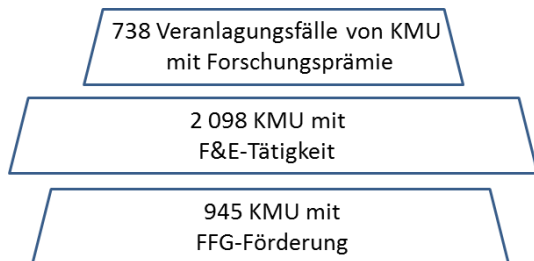 738 Veranlagungsfälle von KMU
mit Forschungsprämie
2 098 KMU mit
F&E-Tätigkeit
945 KMU mit
FFG-Förderung